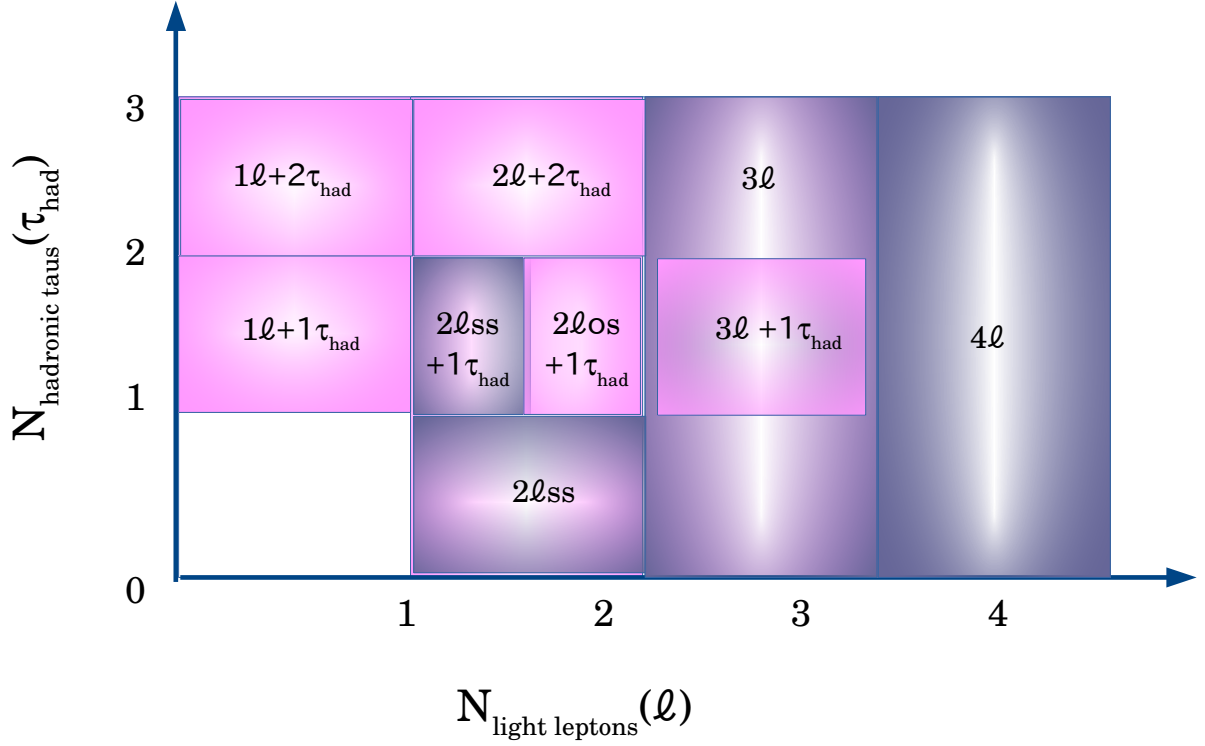 3
1ℓ+2τhad
2ℓ+2τhad
3ℓ
Nhadronic taus(τhad)
2
1ℓ+1τhad
2ℓss
+1τhad
2ℓos
+1τhad
3ℓ +1τhad
4ℓ
1
2ℓss
0
1 2 3 4
Nlight leptons(ℓ)